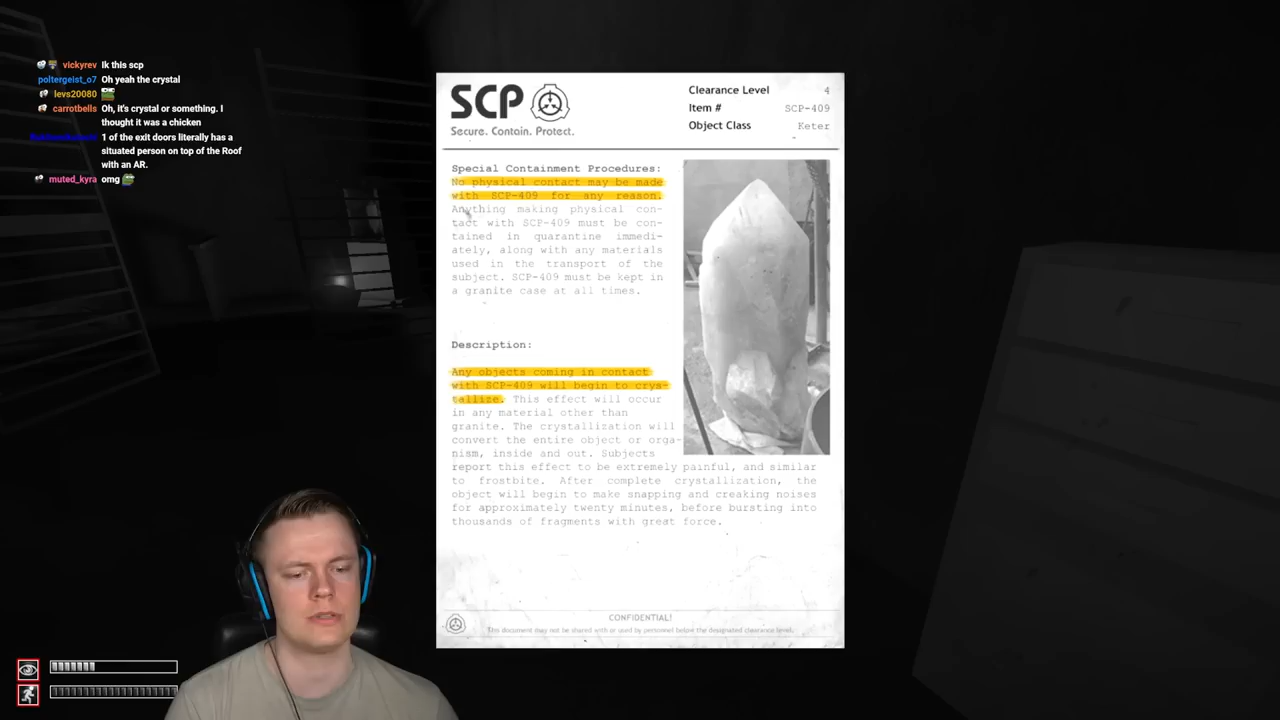 vickyrev Ik this scp
poltergeist_o7 Oh yeah the crystal
levs20080
carrotbells Oh, it's crystal or something. I
thought it was a chicken
1 of the exit doors literally has a
situated person on top of the Roof
with an AR.
muted_kyra omg
SCP
Secure. Contain. Protect.
Clearance Level 4
Item # SCP-409
Object Class Keter
Special Containment Procedures:
No physical contact may be made
with SCP-409 for any reason.
Anything making physical con-
tact with SCP-409 must be con-
tained in quarantine immedi-
ately, along with any materials
used in the transport of the
subject. SCP-409 must be kept in
a granite case at all times.
Description:
Any objects coming in contact
with SCP-409 will begin to crys-
tallize. This effect will occur
in any material other than
granite. The crystallization will
convert the entire object or orga-
nism, inside and out. Subjects
report this effect to be extremely painful, and similar
to frostbite. After complete crystallization, the
object will begin to make snapping and creaking noises
for approximately twenty minutes, before bursting into
thousands of fragments with great force.
CONFIDENTIAL!
This document may not be shared with or used by personnel below the designated clearance level.